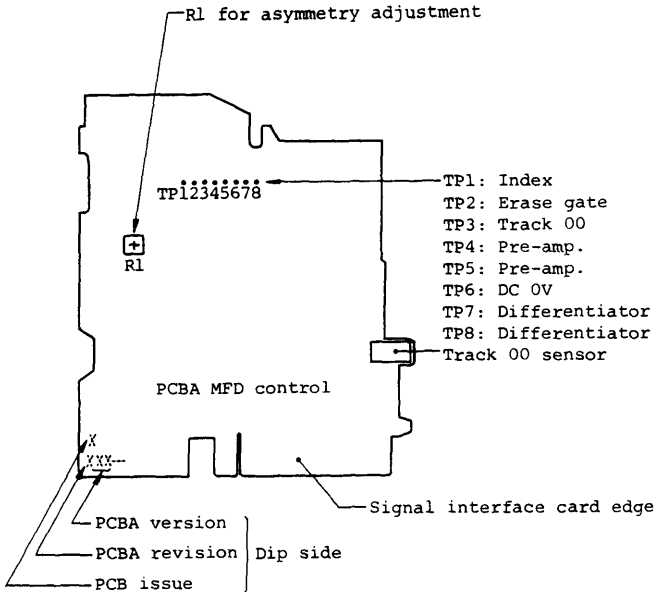 R1 for asymmetry adjustment
TP12345678
TP1: Index
TP2: Erase gate
TP3: Track 00
TP4: Pre-amp.
TP5: Pre-amp.
TP6: DC 0V
TP7: Differentiator
TP8: Differentiator
Track 00 sensor
R1
PCBA MFD control
X
XXX--
Signal interface card edge
PCBA version
PCBA revision
PCB issue
Dip side